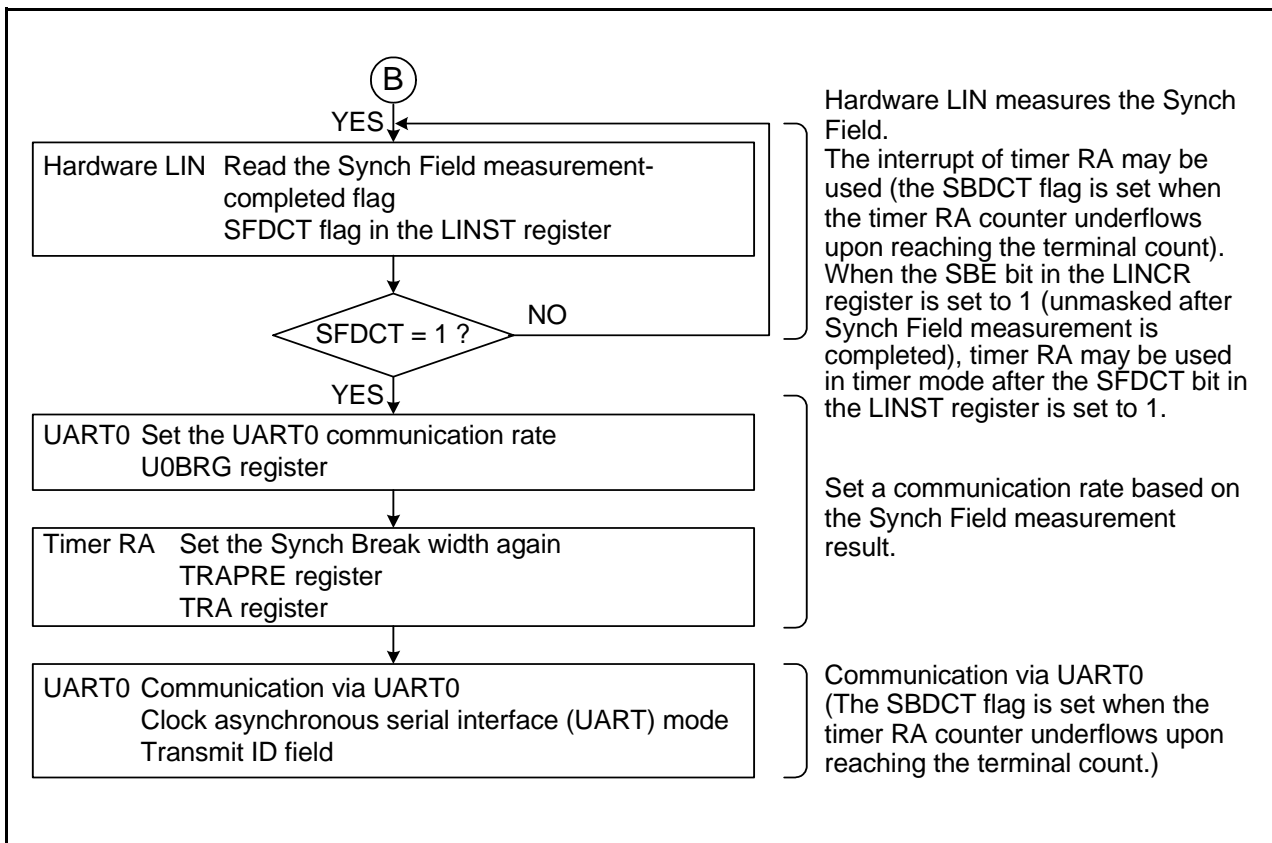 B
YES
Hardware LIN Read the Synch Field measurement-
completed flag
SFDCT flag in the LINST register
SFDCT = 1 ?
NO
YES
UART0 Set the UART0 communication rate
U0BRG register
Timer RA Set the Synch Break width again
TRAPRE register
TRA register
UART0 Communication via UART0
Clock asynchronous serial interface (UART) mode
Transmit ID field
Hardware LIN measures the Synch
Field.
The interrupt of timer RA may be
used (the SBDCT flag is set when
the timer RA counter underflows
upon reaching the terminal count).
When the SBE bit in the LINCR
register is set to 1 (unmasked after
Synch Field measurement is
completed), timer RA may be used
in timer mode after the SFDCT bit in
the LINST register is set to 1.
Set a communication rate based on
the Synch Field measurement
result.
Communication via UART0
(The SBDCT flag is set when the
timer RA counter underflows upon
reaching the terminal count.)